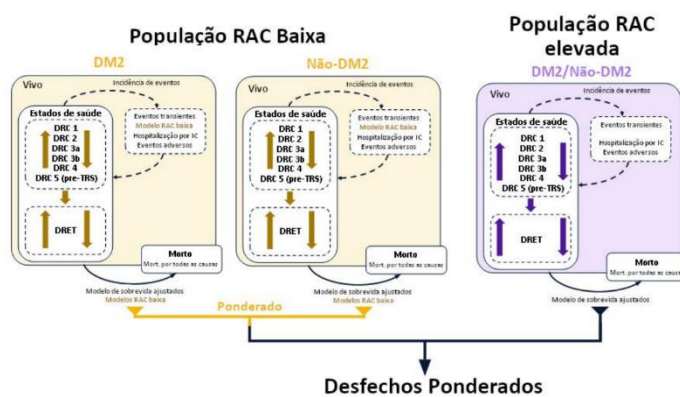 População RAC Baixa
População RAC
elevada
DM2
Não-DM2
DM2/Não-DM2
Vivo
Incidência de eventos
Estados de saúde
DRC 1
DRC 2
DRC 3a
DRC 3b
DRC 4
DRC 5 (pre-TRS)
DRET
Eventos transientes
Modelo RAC baixa
Hospitalização por IC
Eventos adversos
Morto
Mort. por todas as causas
Modelo de sobrevida ajustados
Modelos RAC baixa
Vivo
Incidência de eventos
Estados de saúde
DRC 1
DRC 2
DRC 3a
DRC 3b
DRC 4
DRC 5 (pre-TRS)
DRET
Eventos transientes
Modelo RAC baixa
Hospitalização por IC
Eventos adversos
Morto
Mort. por todas as causas
Modelo de sobrevida ajustados
Modelos RAC baixa
Vivo
Incidência de eventos
Estados de saúde
DRC 1
DRC 2
DRC 3a
DRC 3b
DRC 4
DRC 5 (pre-TRS)
DRET
Eventos transientes
Hospitalização por IC
Eventos adversos
Morto
Mort. por todas as causas
Modelo de sobrevida ajustados
Ponderado
Desfechos Ponderados